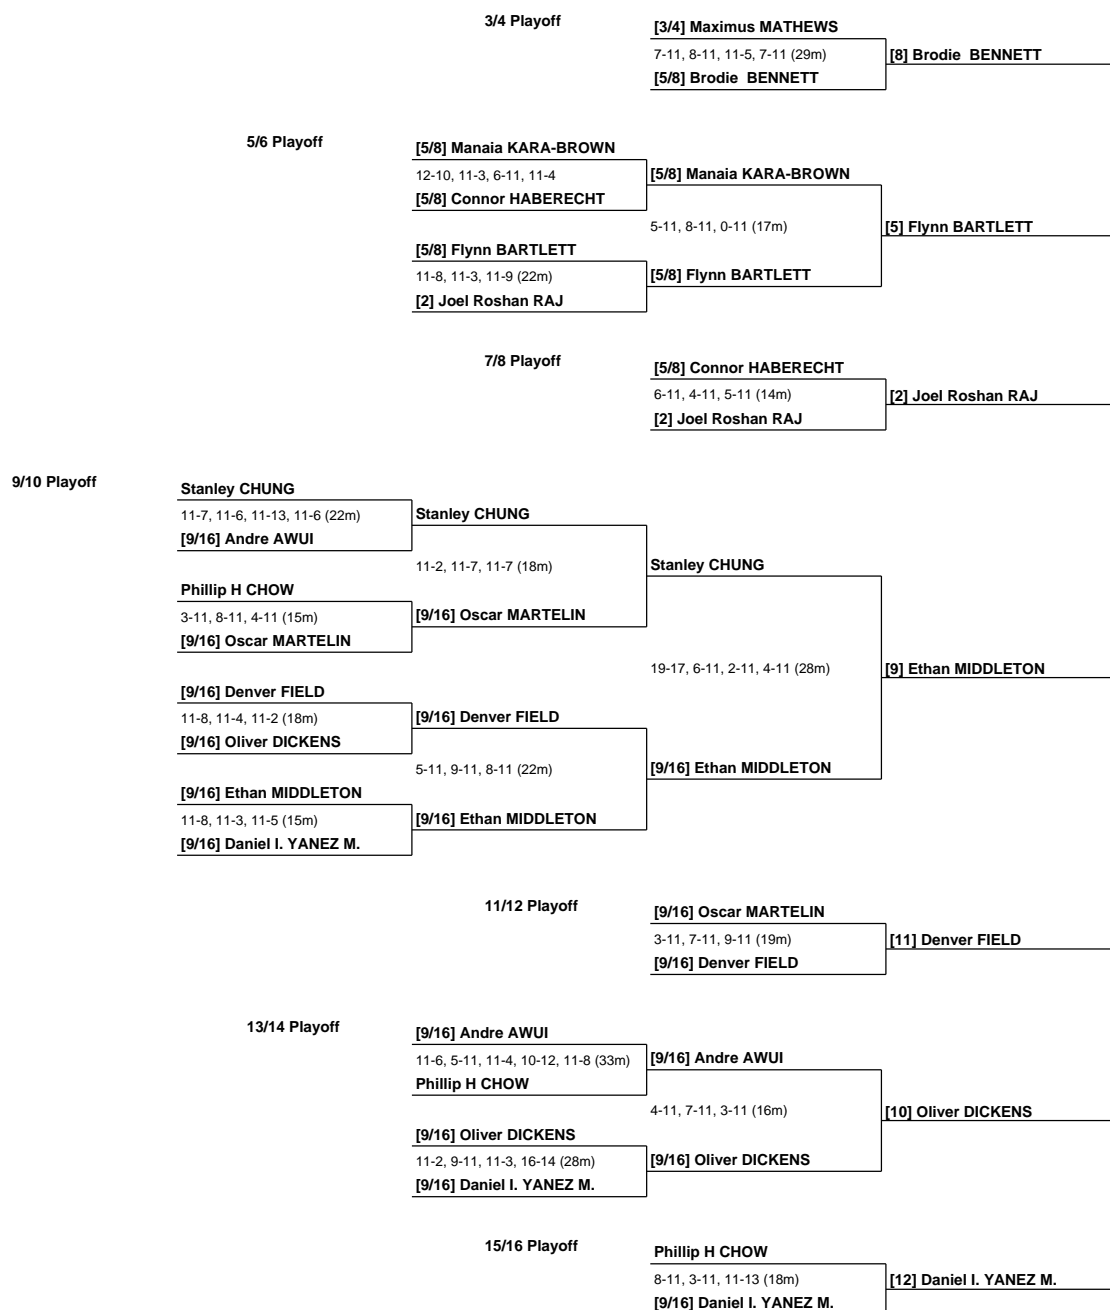 3/4 Playoff
[3/4] Maximus MATHEWS
7-11, 8-11, 11-5, 7-11 (29m)
[8] Brodie  BENNETT
[5/8] Brodie  BENNETT
5/6 Playoff
[5/8] Manaia KARA-BROWN
12-10, 11-3, 6-11, 11-4
[5/8] Manaia KARA-BROWN
[5/8] Connor HABERECHT
5-11, 8-11, 0-11 (17m)
[5] Flynn BARTLETT
[5/8] Flynn BARTLETT
11-8, 11-3, 11-9 (22m)
[5/8] Flynn BARTLETT
[2] Joel Roshan RAJ
7/8 Playoff
[5/8] Connor HABERECHT
6-11, 4-11, 5-11 (14m)
[2] Joel Roshan RAJ
[2] Joel Roshan RAJ
9/10 Playoff
Stanley CHUNG
11-7, 11-6, 11-13, 11-6 (22m)
Stanley CHUNG
[9/16] Andre AWUI
11-2, 11-7, 11-7 (18m)
Stanley CHUNG
Phillip H CHOW
3-11, 8-11, 4-11 (15m)
[9/16] Oscar MARTELIN
[9/16] Oscar MARTELIN
19-17, 6-11, 2-11, 4-11 (28m)
[9] Ethan MIDDLETON
[9/16] Denver FIELD
11-8, 11-4, 11-2 (18m)
[9/16] Denver FIELD
[9/16] Oliver DICKENS
5-11, 9-11, 8-11 (22m)
[9/16] Ethan MIDDLETON
[9/16] Ethan MIDDLETON
11-8, 11-3, 11-5 (15m)
[9/16] Ethan MIDDLETON
[9/16] Daniel I. YANEZ M.
11/12 Playoff
[9/16] Oscar MARTELIN
3-11, 7-11, 9-11 (19m)
[11] Denver FIELD
[9/16] Denver FIELD
13/14 Playoff
[9/16] Andre AWUI
11-6, 5-11, 11-4, 10-12, 11-8 (33m)
[9/16] Andre AWUI
Phillip H CHOW
4-11, 7-11, 3-11 (16m)
[10] Oliver DICKENS
[9/16] Oliver DICKENS
11-2, 9-11, 11-3, 16-14 (28m)
[9/16] Oliver DICKENS
[9/16] Daniel I. YANEZ M.
15/16 Playoff
Phillip H CHOW
8-11, 3-11, 11-13 (18m)
[12] Daniel I. YANEZ M.
[9/16] Daniel I. YANEZ M.